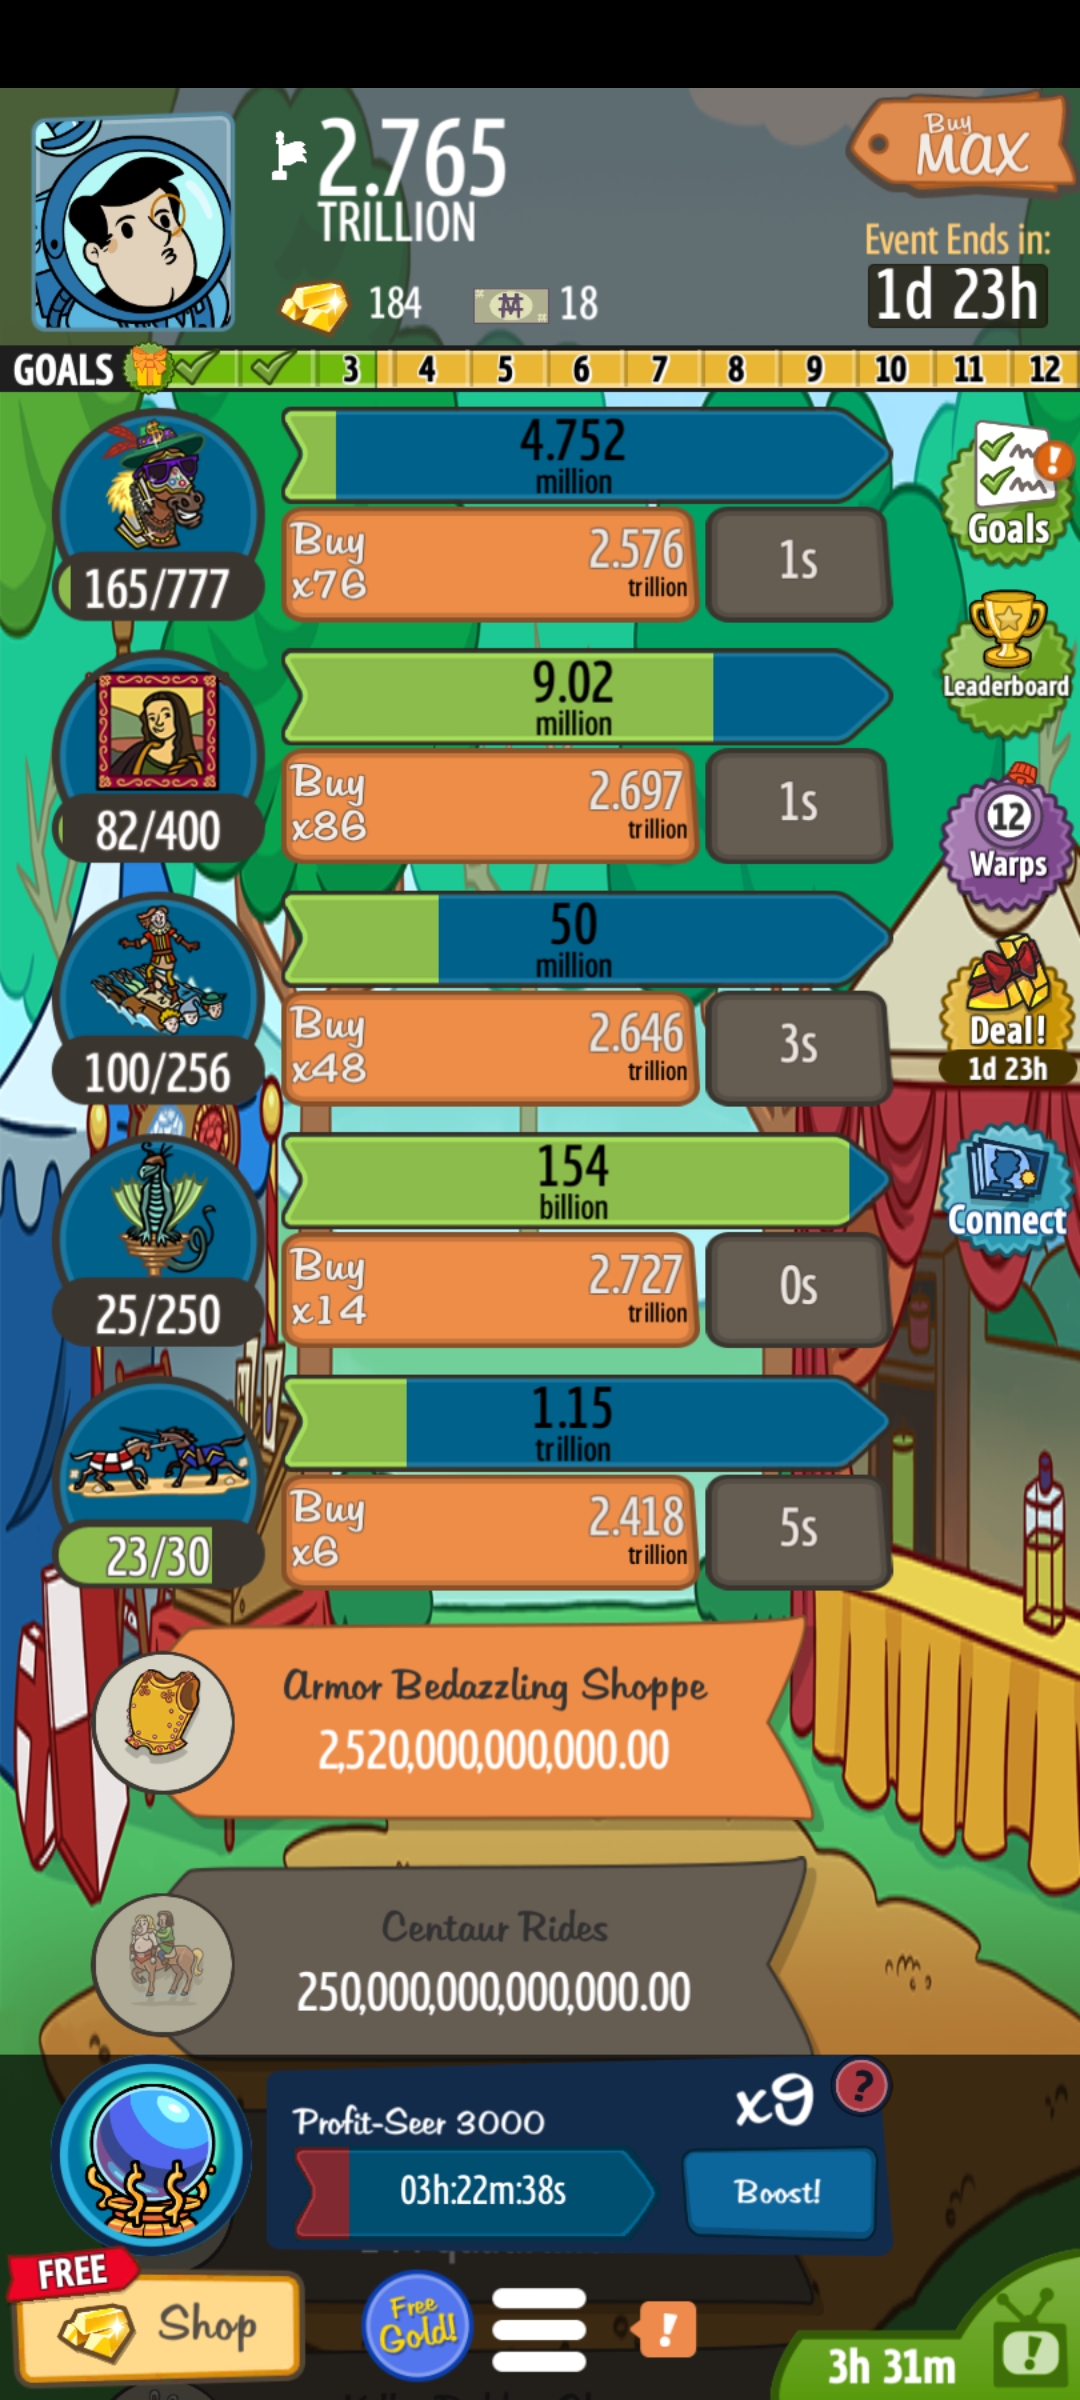 2.765
TRILLION
Buy
MAX
Event Ends in:
1d 23h
184
18
GOALS
3 4 5 6 7 8 9 10 11 12
4.752
million
Buy
x76
2.576
trillion
1s
165/777
Goals
9.02
million
Buy
x86
2.697
trillion
1s
82/400
Leaderboard
12
Warps
50
million
Buy
x48
2.646
trillion
3s
100/256
Deal!
1d 23h
154
billion
Buy
x14
2.727
trillion
0s
25/250
Connect
1.15
trillion
Buy
x6
2.418
trillion
5s
23/30
Armor Bedazzling Shoppe
2,520,000,000,000.00
Centaur Rides
250,000,000,000,000.00
Profit-Seer 3000
x9
?
03h:22m:38s
Boost!
FREE
Shop
Free
Gold!
!
3h 31m
!